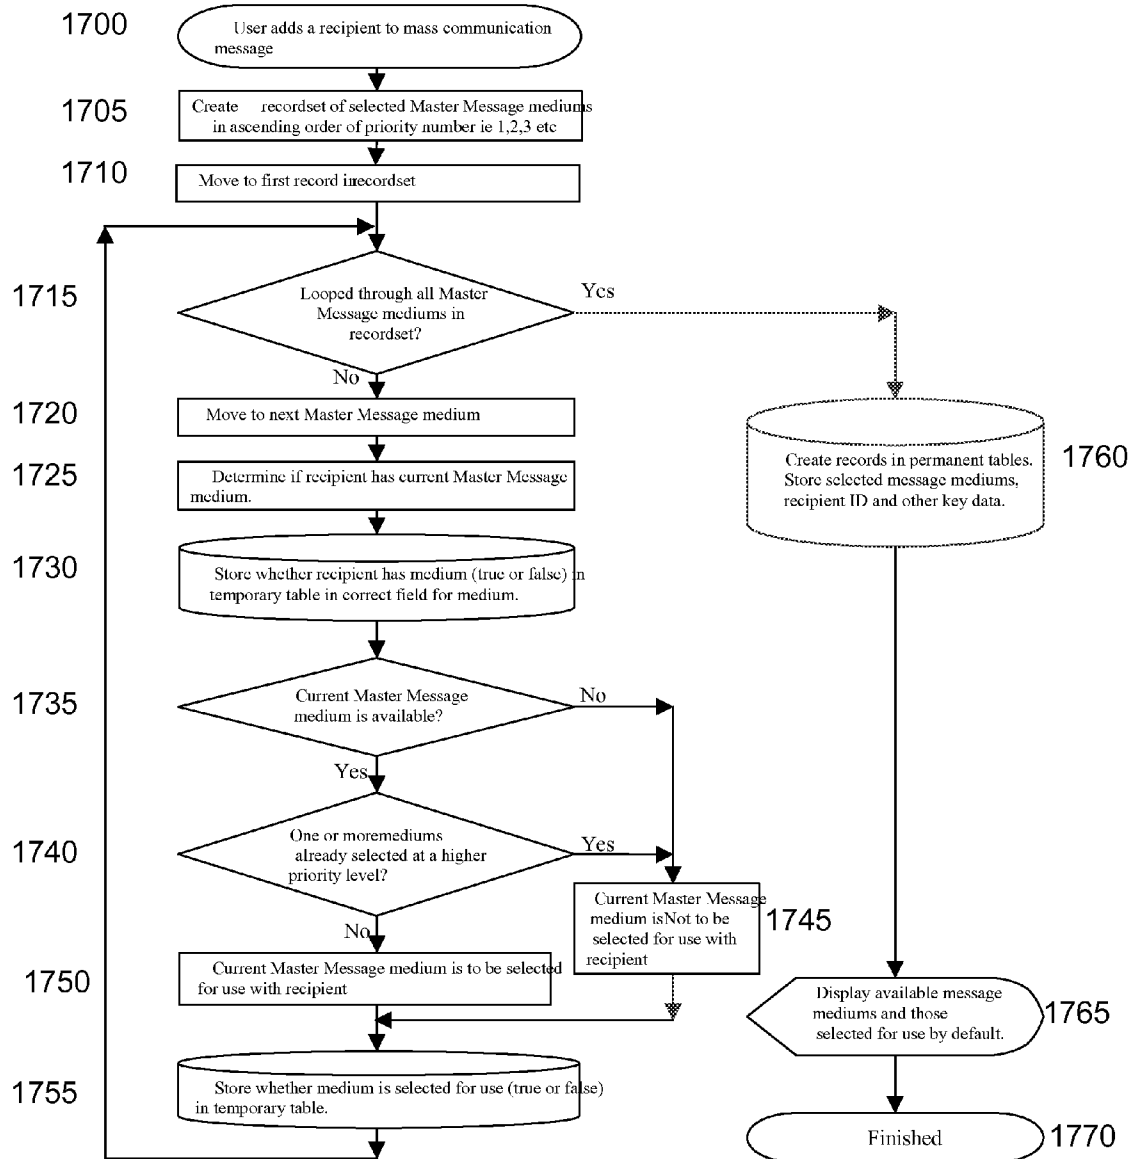 1700
User adds a recipient to mass communication
message
1705
Create recordset of selected Master Message mediums
in ascending order of priority number ie 1,2,3 etc
1710
Move to first record inrecordset
1715
Looped through all Master
Message mediums in
recordset?
Yes
No
1720
Move to next Master Message medium
1725
Determine if recipient has current Master Message
medium.
1760
Create records in permanent tables.
Store selected message mediums,
recipient ID and other key data.
1730
Store whether recipient has medium (true or false) in
temporary table in correct field for medium.
1735
Current Master Message
medium is available?
No
Yes
1740
One or moremediums
already selected at a higher
priority level?
Yes
No
1745
Current Master Message
medium isNot to be
selected for use with
recipient
1750
Current Master Message medium is to be selected
for use with recipient
1765
Display available message
mediums and those
selected for use by default.
1755
Store whether medium is selected for use (true or false)
in temporary table.
Finished
1770